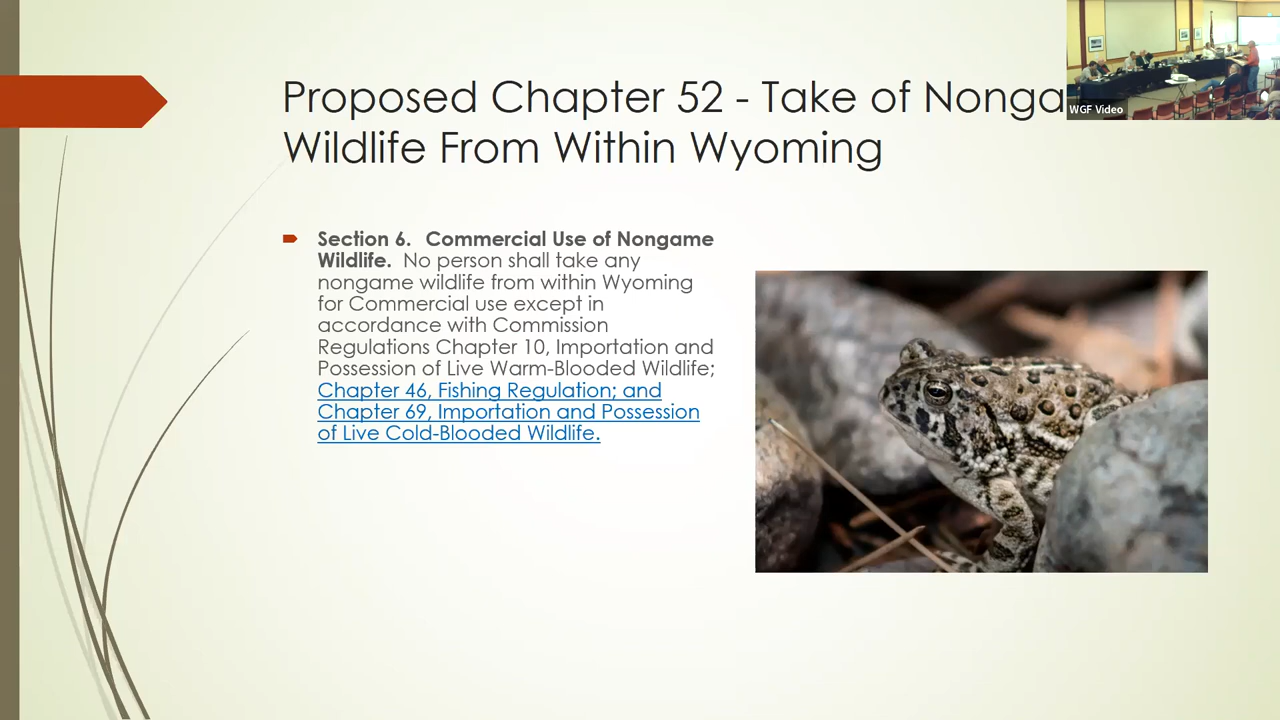 Proposed Chapter 52 - Take of Nonga
Wildlife From Within Wyoming
WGF Video
Section 6. Commercial Use of Nongame
Wildlife. No person shall take any
nongame wildlife from within Wyoming
for Commercial use except in
accordance with Commission
Regulations Chapter 10, Importation and
Possession of Live Warm-Blooded Wildlife;
Chapter 46, Fishing Regulation; and
Chapter 69, Importation and Possession
of Live Cold-Blooded Wildlife.